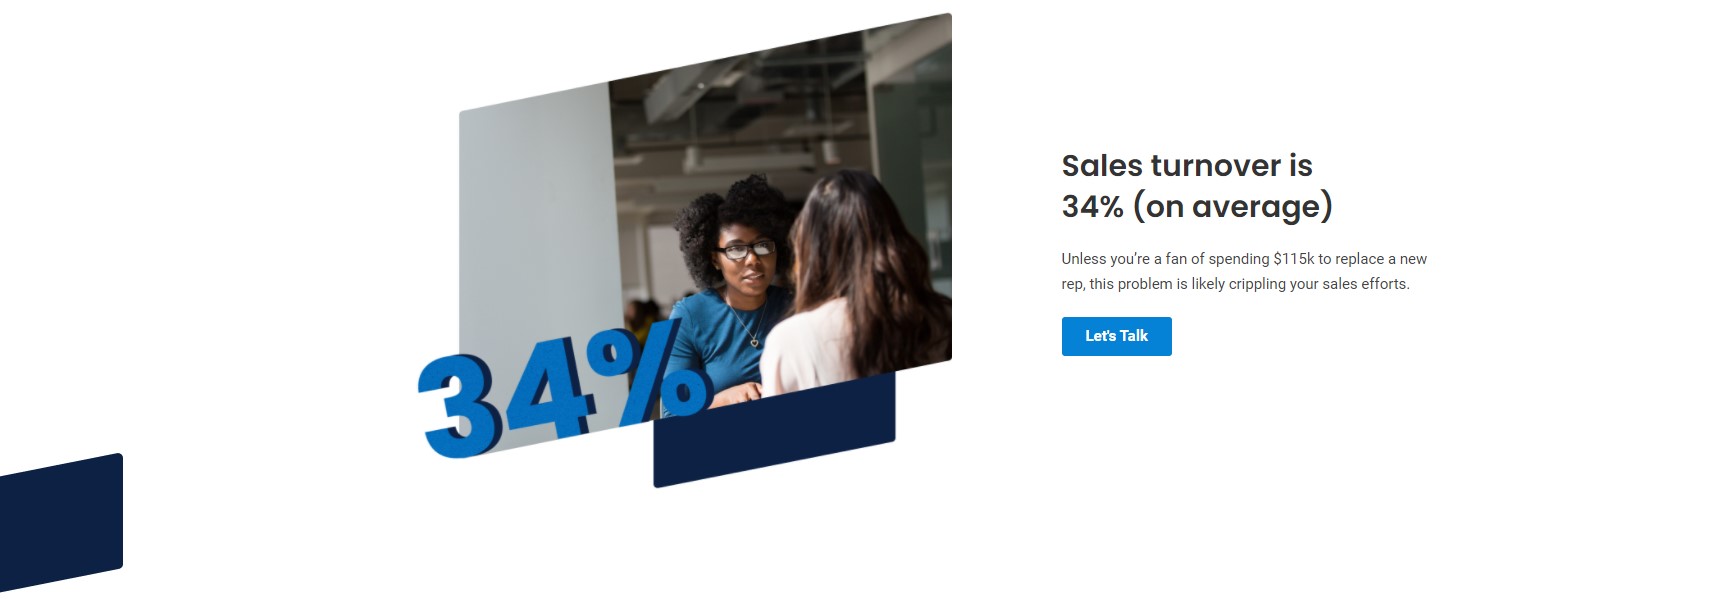 34%
Sales turnover is
34% (on average)
Unless you’re a fan of spending $115k to replace a new
rep, this problem is likely crippling your sales efforts.
Let's Talk